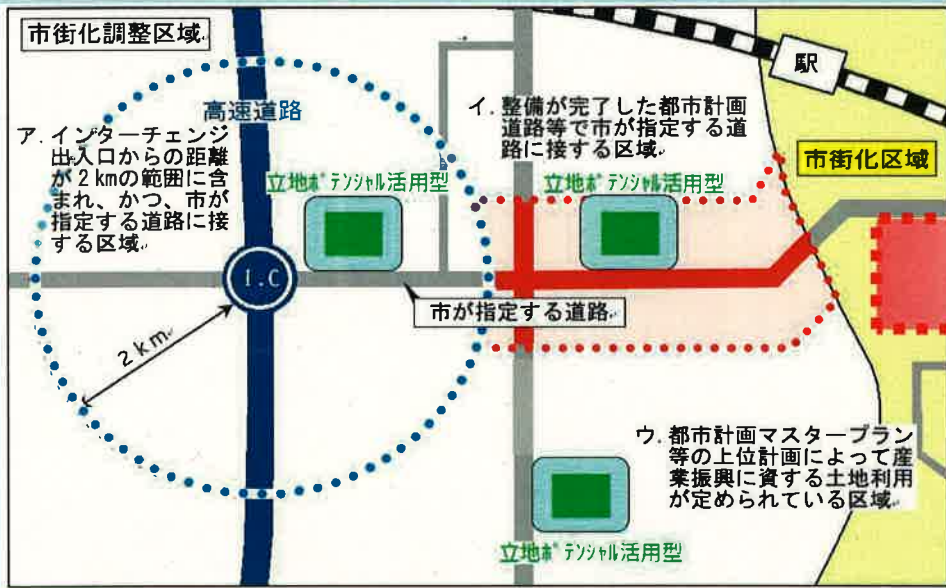 市街化調整区域
高速道路
ア.インターチェンジ
出入口からの距離
が2kmの範囲に含
まれ、かつ、市が
指定する道路に接
する区域
立地ポテンシャル活用型
I.C
2km
市が指定する道路
イ.整備が完了した都市計画
道路等で市が指定する道
路に接する区域
立地ポテンシャル活用型
駅
市街化区域
ウ.都市計画マスタープラン
等の上位計画によって産
業振興に資する土地利用
が定められている区域
立地ポテンシャル活用型